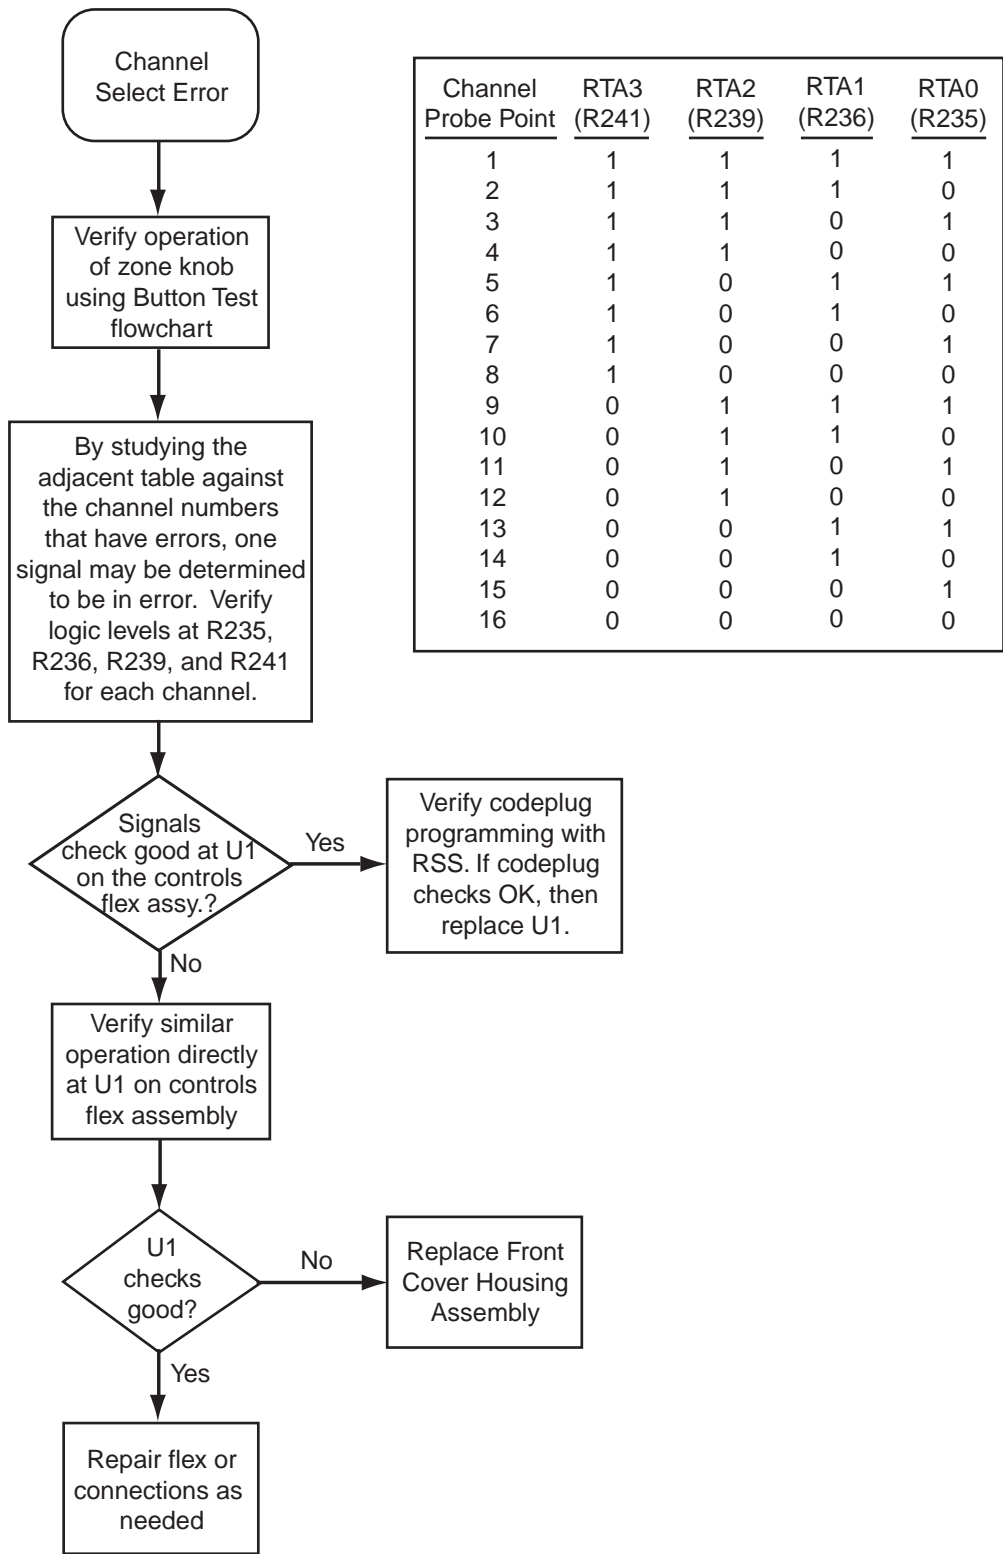 Channel
Select Error
Verify operation
of zone knob
using Button Test
flowchart
By studying the
adjacent table against
the channel numbers
that have errors, one
signal may be determined
to be in error. Verify
logic levels at R235,
R236, R239, and R241
for each channel.
Signals
check good at U1
on the controls
flex assy.?
Yes
Verify codeplug
programming with
RSS. If codeplug
checks OK, then
replace U1.
No
Verify similar
operation directly
at U1 on controls
flex assembly
U1
checks
good?
No
Replace Front
Cover Housing
Assembly
Yes
Repair flex or
connections as
needed
Channel RTA3 RTA2 RTA1 RTA0
Probe Point (R241) (R239) (R236) (R235)
1 1 1 1 1
2 1 1 1 0
3 1 1 0 1
4 1 1 0 0
5 1 0 1 1
6 1 0 1 0
7 1 0 0 1
8 1 0 0 0
9 0 1 1 1
10 0 1 1 0
11 0 1 0 1
12 0 1 0 0
13 0 0 1 1
14 0 0 1 0
15 0 0 0 1
16 0 0 0 0